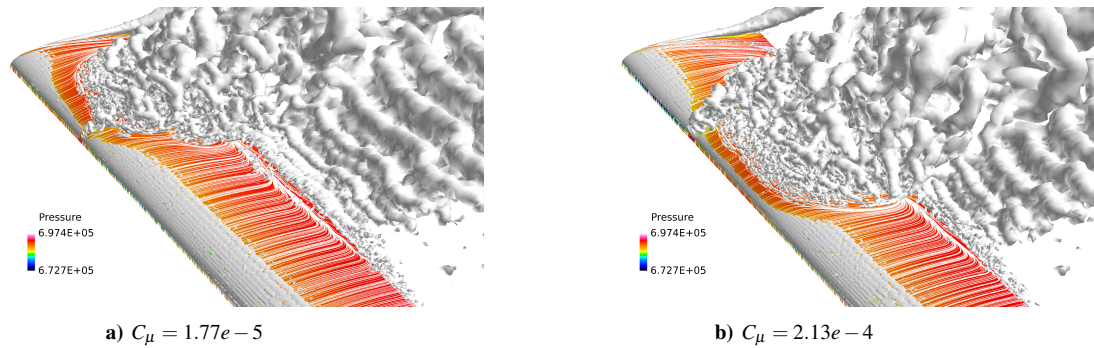 Pressure
6.974E+05
6.727E+05
a) Cμ = 1.77e − 5
Pressure
6.974E+05
6.727E+05
b) Cμ = 2.13e − 4